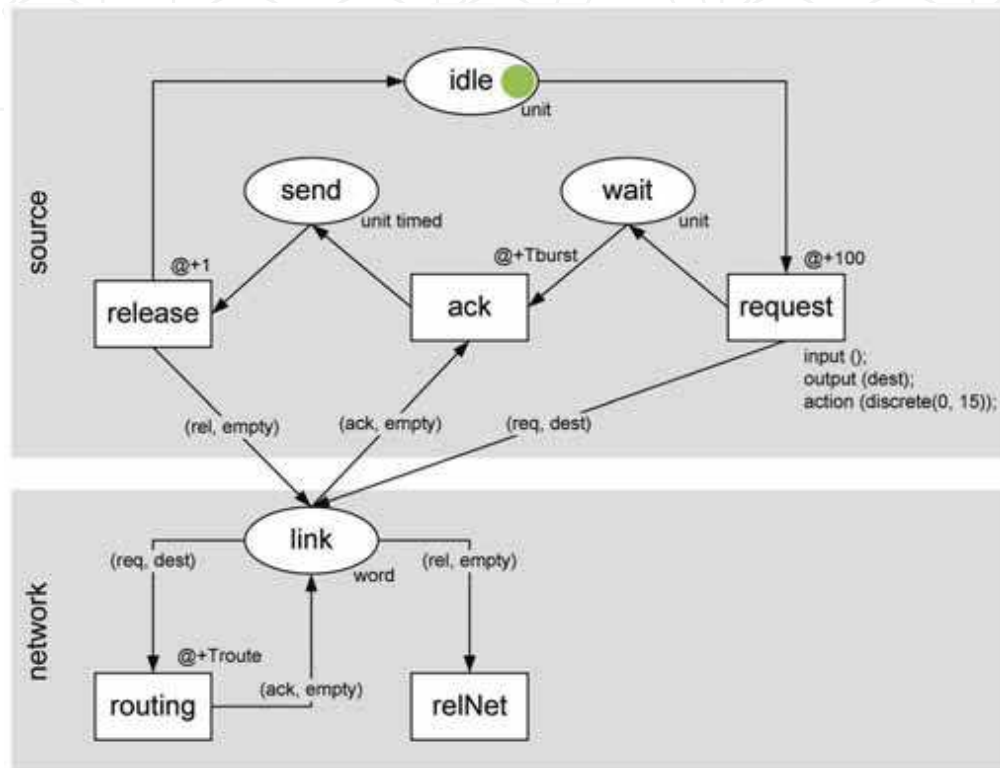 idle
unit
send
unit timed
wait
unit
source
@+1
release
@+Tburst
ack
@+100
request
input ();
output (dest);
action (discrete(0, 15));
(rel, empty)
(ack, empty)
(req, dest)
link
word
(req, dest)
(rel, empty)
network
@+Troute
routing
(ack, empty)
relNet